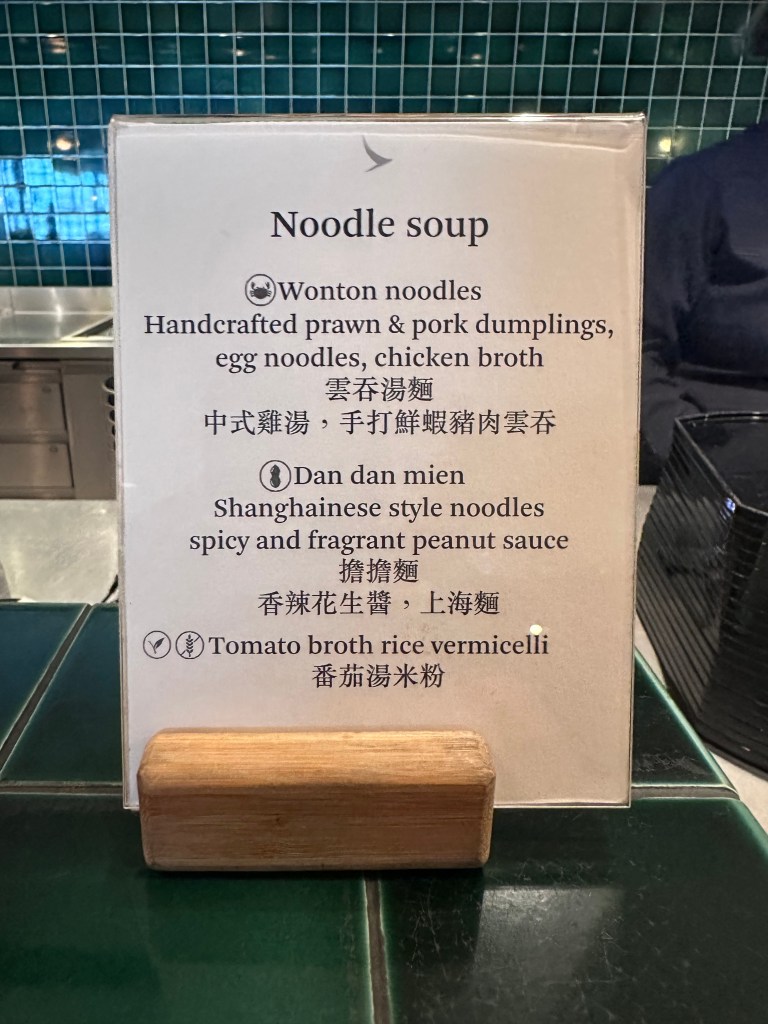 Noodle soup
Wonton noodles
Handcrafted prawn & pork dumplings,
egg noodles, chicken broth
雲吞湯麵
中式雞湯，手打鮮蝦豬肉雲吞
Dan dan mien
Shanghainese style noodles
spicy and fragrant peanut sauce
擔擔麵
香辣花生醬，上海麵
Tomato broth rice vermicelli
番茄湯米粉